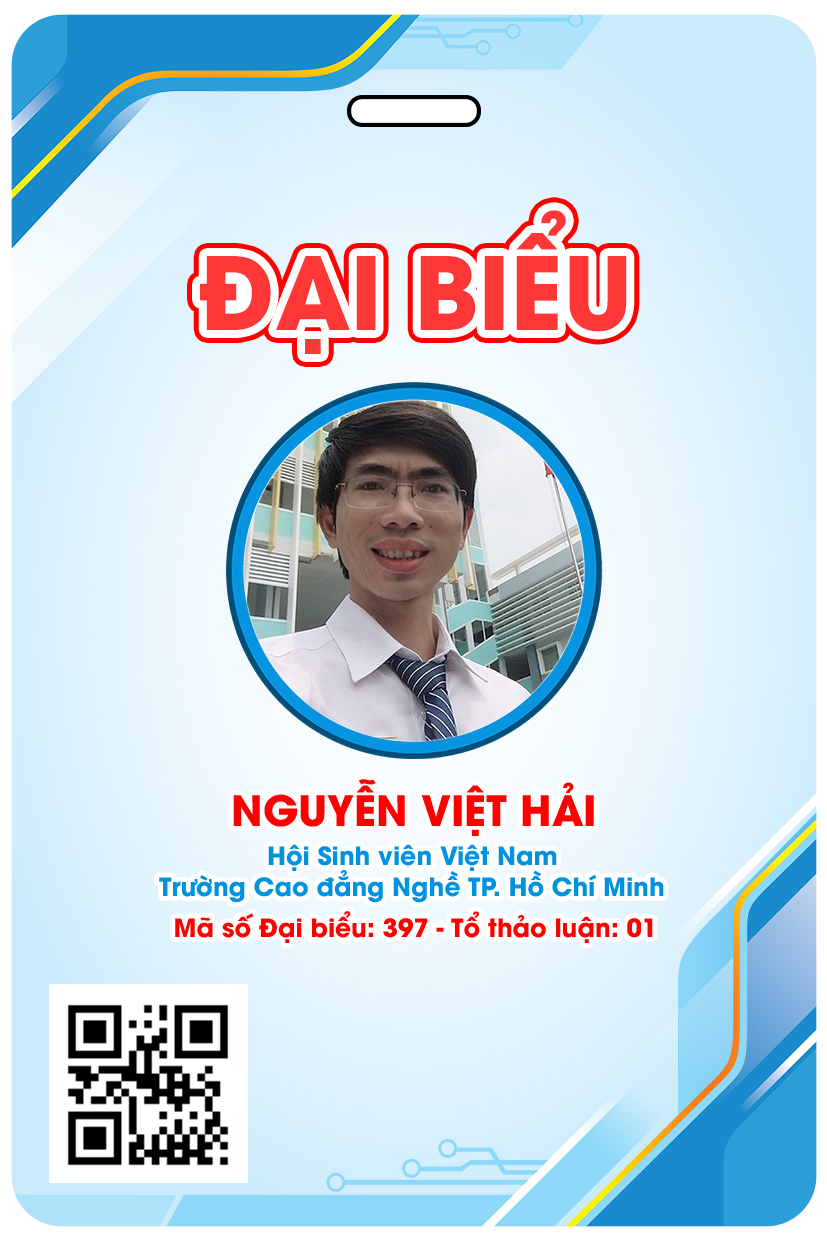 ĐẠI BIỂU
NGUYỄN VIỆT HẢI
Hội Sinh viên Việt Nam
Trường Cao đẳng Nghề TP. Hồ Chí Minh
Mã số Đại biểu: 397 - Tổ thảo luận: 01